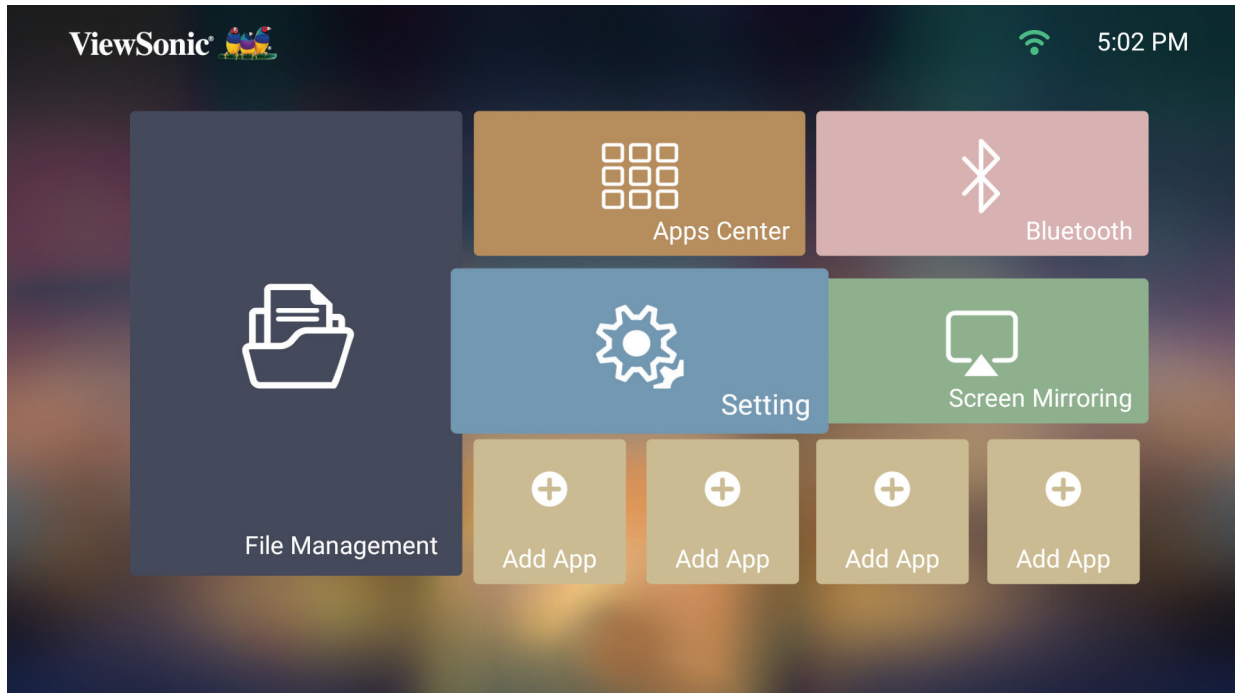 ViewSonic®
5:02 PM
Apps Center
Bluetooth
Setting
Screen Mirroring
File Management
Add App
Add App
Add App
Add App